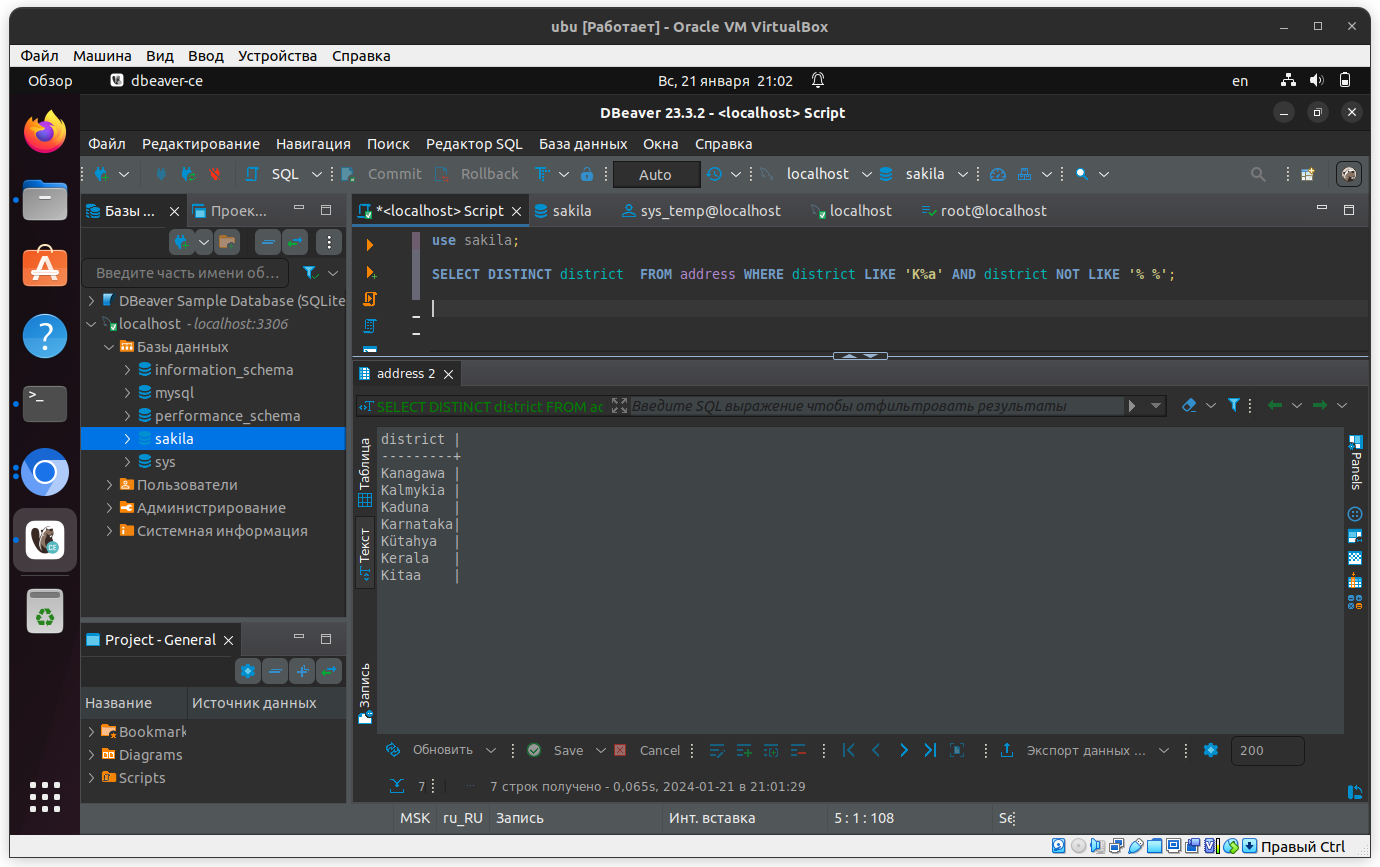 ubu [Работает] - Oracle VM VirtualBox
Файл Машина Вид Ввод Устройства Справка
Обзор dbeaver-ce Вс, 21 января 21:02 en
DBeaver 23.3.2 - <localhost> Script
Файл Редактирование Навигация Поиск Редактор SQL База данных Окна Справка
SQL Commit Rollback Auto localhost sakila
Базы ... Проек...
*<localhost> Script sakila sys_temp@localhost localhost root@localhost
Введите часть имени об...
DBeaver Sample Database (SQLite
localhost - localhost:3306
Базы данных
information_schema
mysql
performance_schema
sakila
sys
Пользователи
Администрирование
Системная информация
use sakila;
SELECT DISTINCT district FROM address WHERE district LIKE 'K%a' AND district NOT LIKE '% %';
address 2
SELECT DISTINCT district FROM ac Введите SQL выражение чтобы отфильтровать результаты
Таблица
Текст
Запись
district |
---------+
Kanagawa |
Kalmykia |
Kaduna |
Karnataka|
Kütahya |
Kerala |
Kitaa |
Panels
Project - General
Название Источник данных
Bookmark
Diagrams
Scripts
Обновить Save Cancel Экспорт данных ... 200
7 7 строк получено - 0,065s, 2024-01-21 в 21:01:29
MSK ru_RU Запись Инт. вставка 5 : 1 : 108 Se
Правый Ctrl